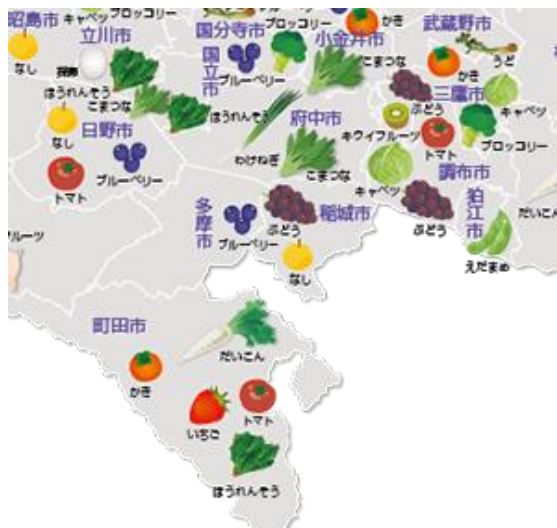 キャベツ
ブロッコリー
昭島市
立川市
国分寺市
ブロッコリー
かき
武蔵野市
なし
国立市
ブルーベリー
小金井市
こまつな
うど
かき
ほうれんそう
こまつな
ぶどう
三鷹市
キャベツ
なし
日野市
ほうれんそう
府中市
キウイフルーツ
トマト
ブロッコリー
わけねぎ
こまつな
キャベツ
調布市
トマト
ブルーベリー
多摩市
ブルーベリー
ぶどう
稲城市
ぶどう
狛江市
だいこん
えだまめ
なし
フルーツ
町田市
だいこん
かき
いちご
トマト
ほうれんそう